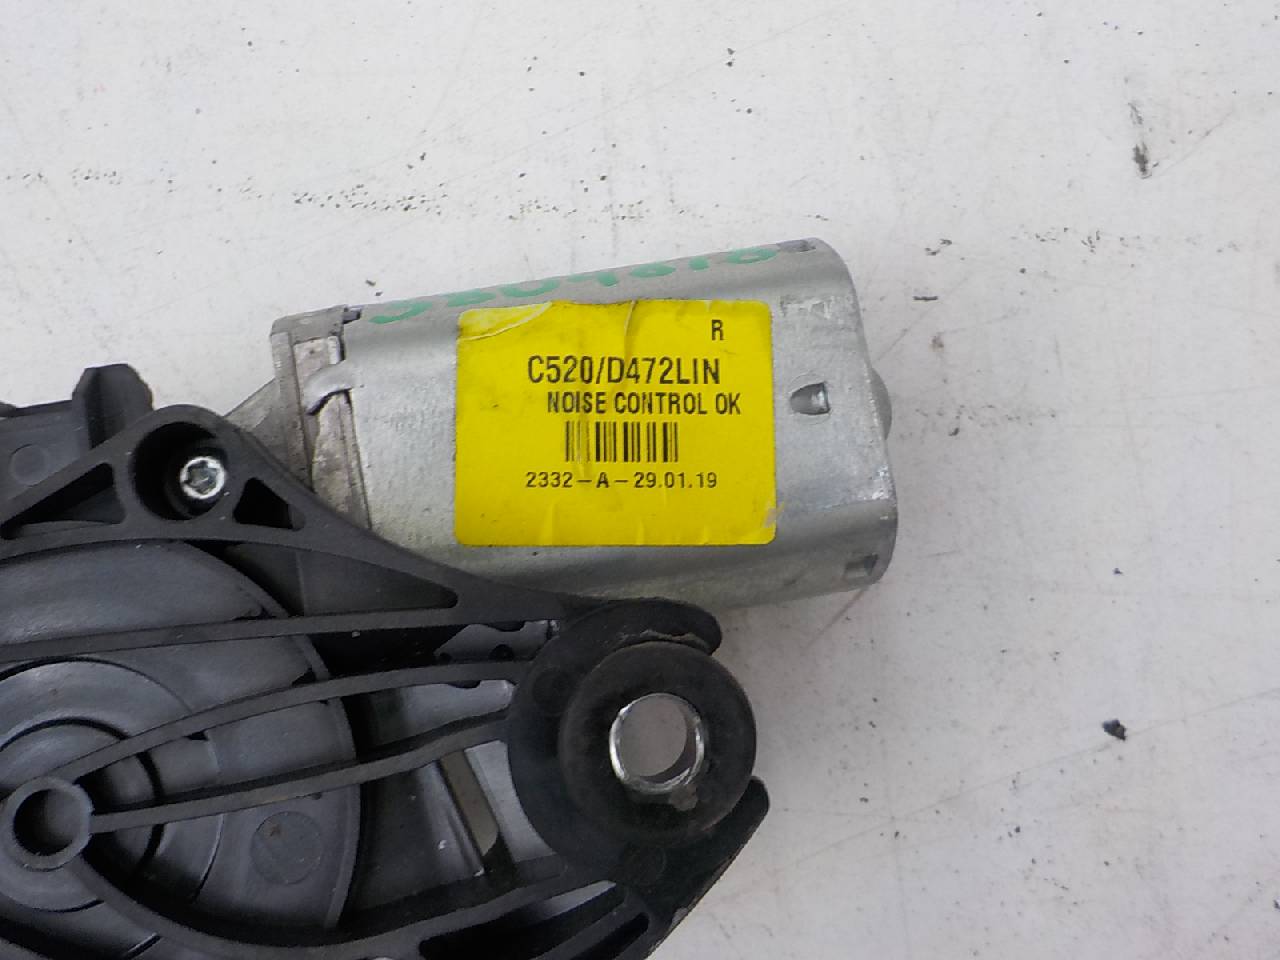 R
C520/D472LIN
NOISE CONTROL OK
2332-A-29.01.19